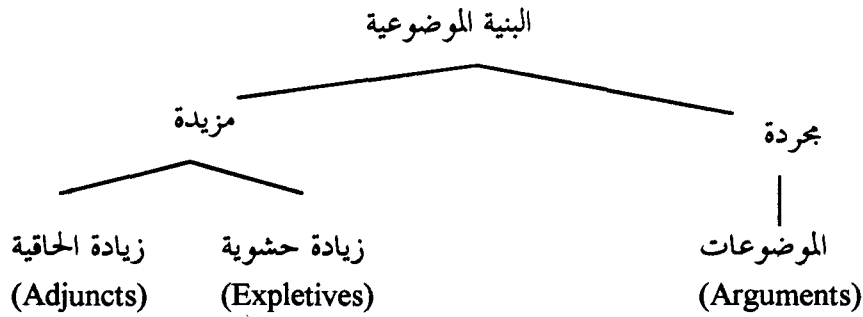 البنية الموضوعية
مجردة
مزيدة
الموضوعات
زيادة حشوية
زيادة الحاقية
(Arguments)
(Expletives)
(Adjuncts)